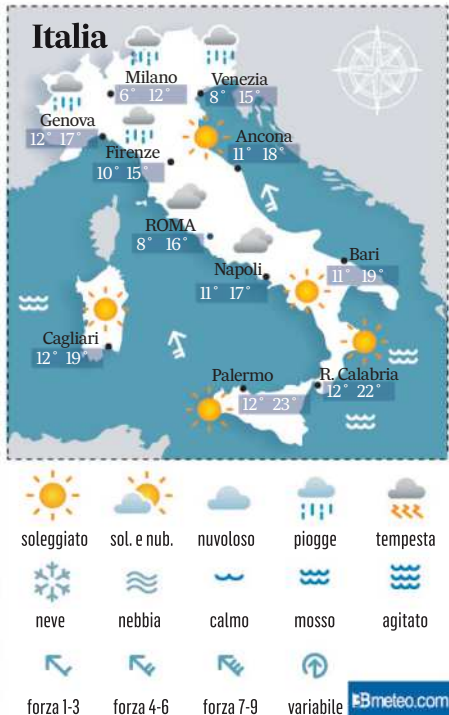 Italia
Milano
6° 12°
Venezia
8° 15°
Genova
12° 17°
Firenze
10° 15°
Ancona
11° 18°
ROMA
8° 16°
Napoli
11° 17°
Bari
11° 19°
Cagliari
12° 19°
Palermo
12° 23°
R. Calabria
12° 22°
soleggiato sol. e nub. nuvoloso piogge tempesta
neve nebbia calmo mosso agitato
forza 1-3 forza 4-6 forza 7-9 variabile
3Bmeteo.com